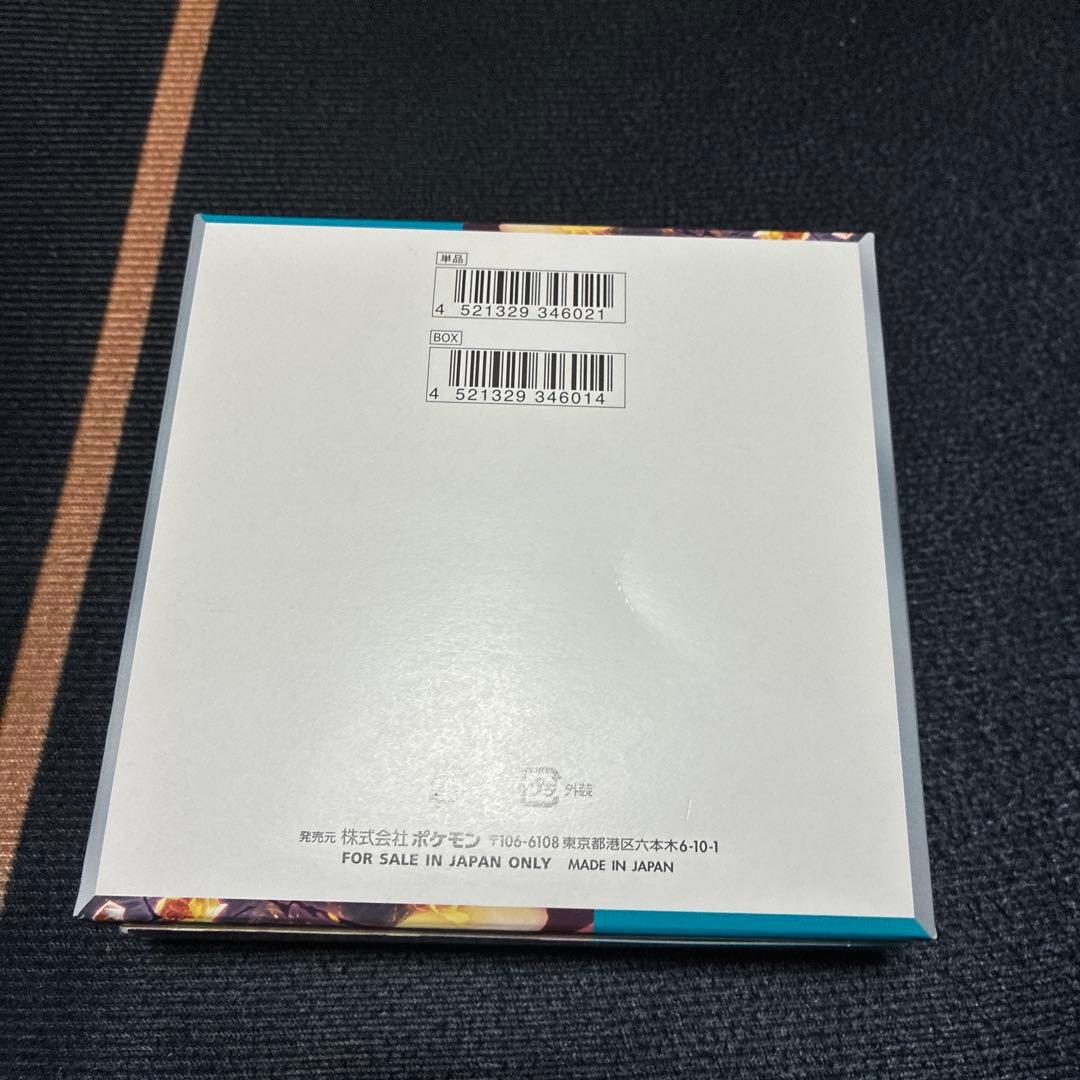 単品
4 521329 346021
BOX
4 521329 346014
プラ 外装
発売元 株式会社 ポケモン 〒106-6108 東京都港区六本木6-10-1
FOR SALE IN JAPAN ONLY MADE IN JAPAN